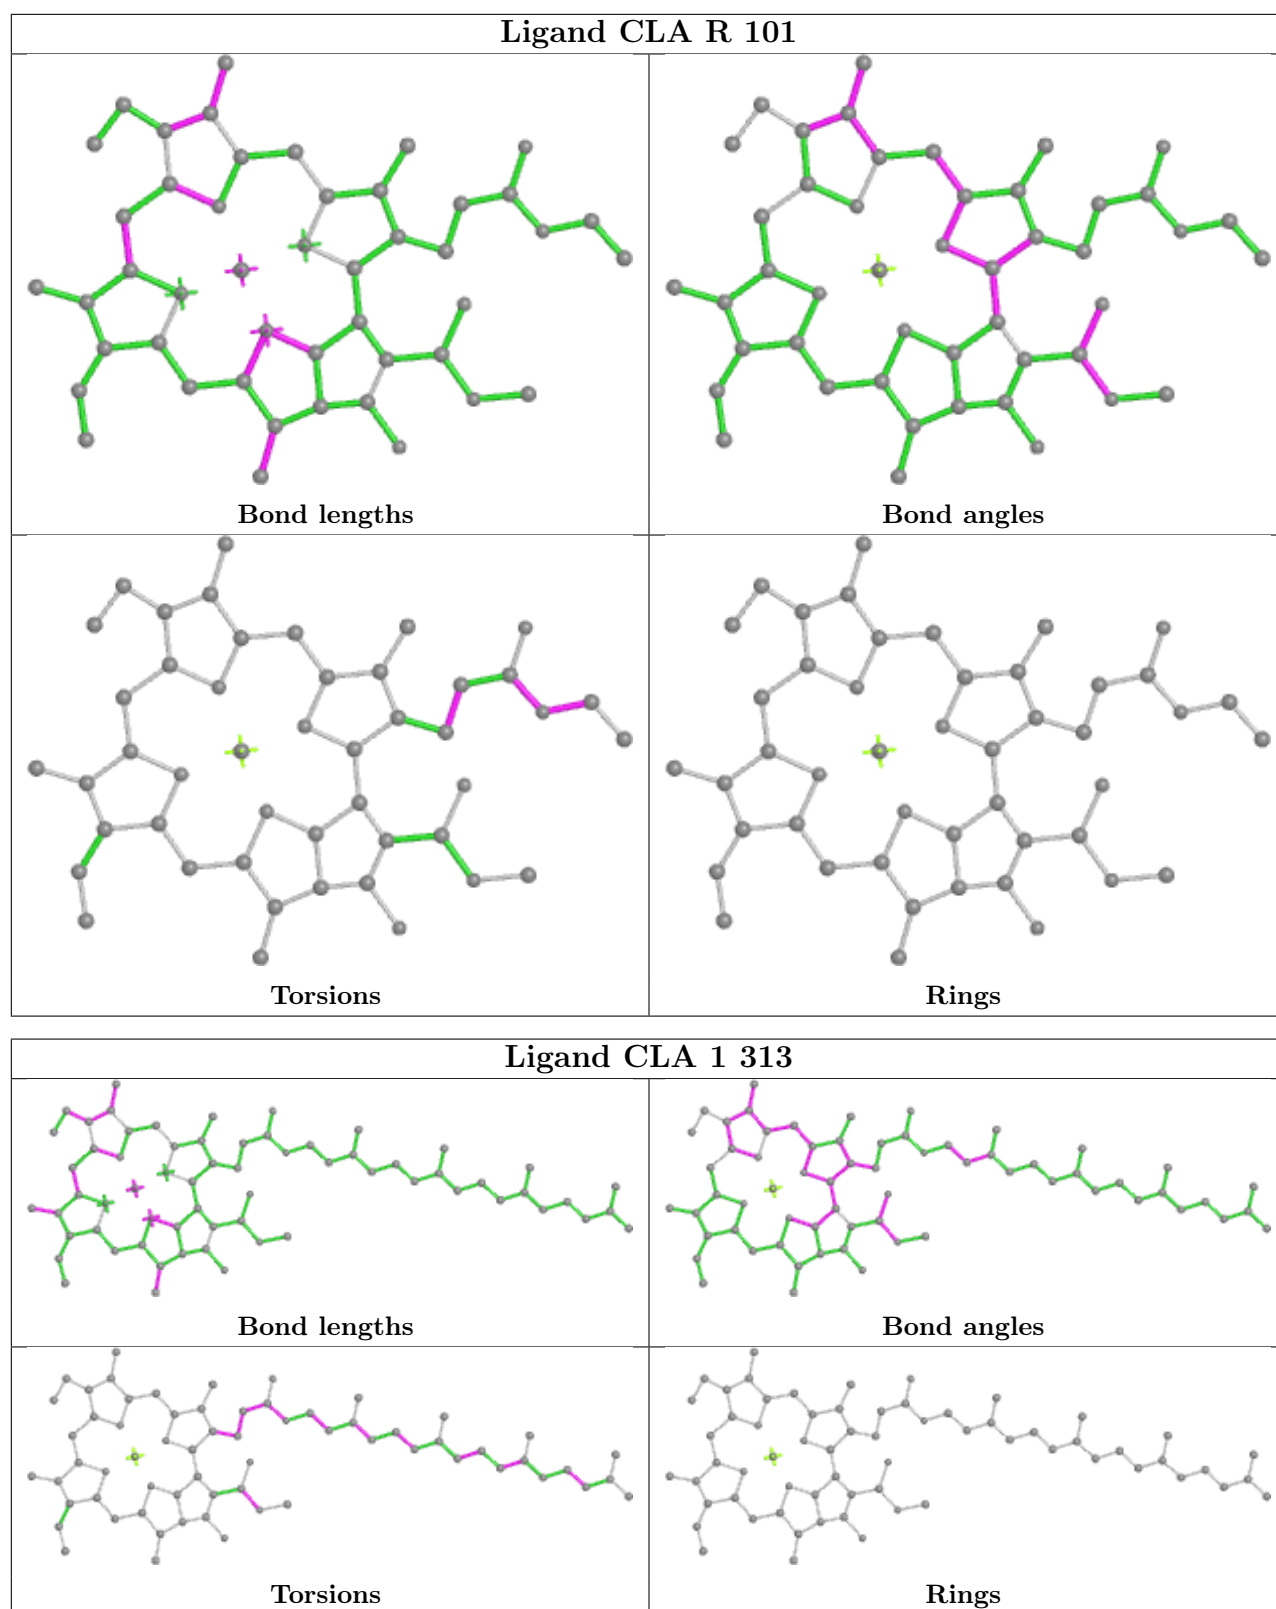 Ligand CLA R 101
Bond lengths
Bond angles
Torsions
Rings
Ligand CLA 1 313
Bond lengths
Bond angles
Torsions
Rings